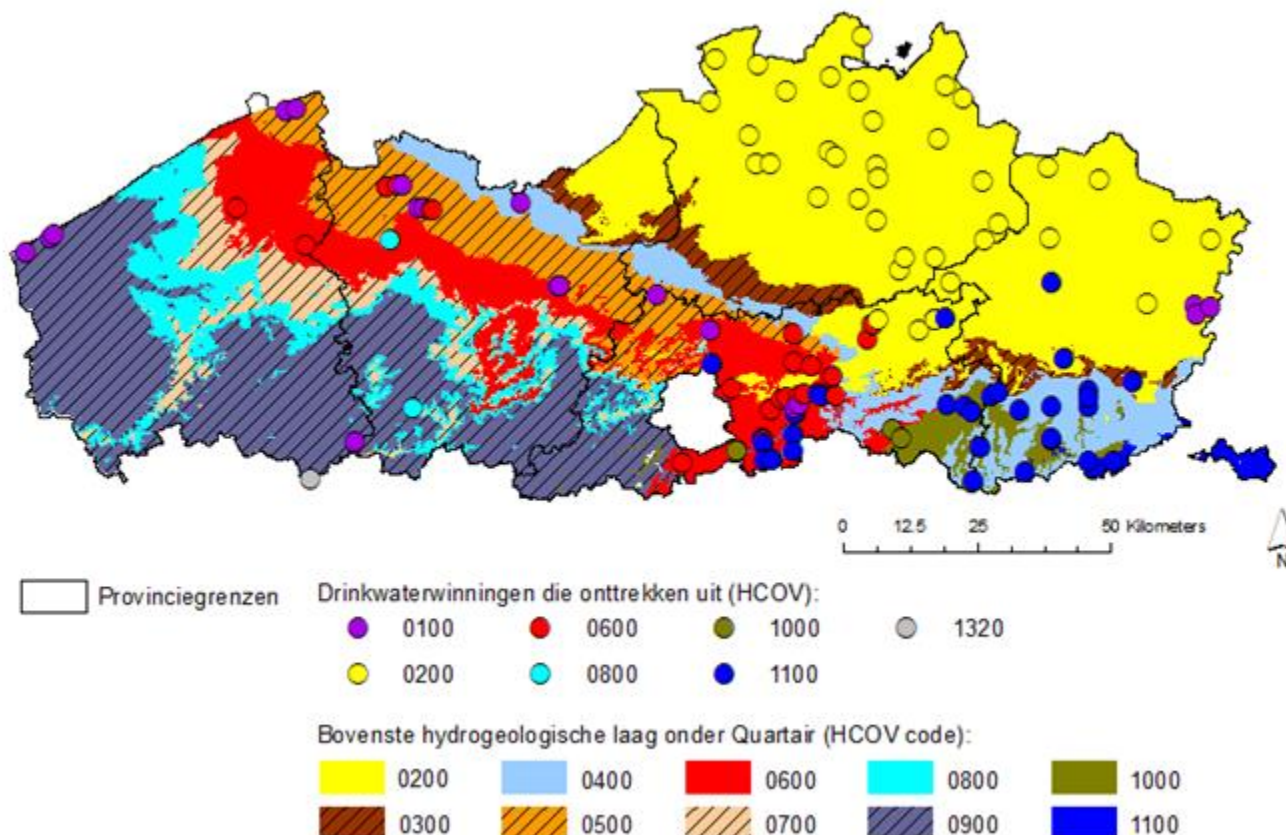 0 12.5 25 50 Kilometers
N
Provinciegrenzen
Drinkwaterwinningen die onttrekken uit (HCOV):
0100 0600 1000 1320
0200 0800 1100
Bovenste hydrogeologische laag onder Quartair (HCOV code):
0200 0400 0600 0800 1000
0300 0500 0700 0900 1100